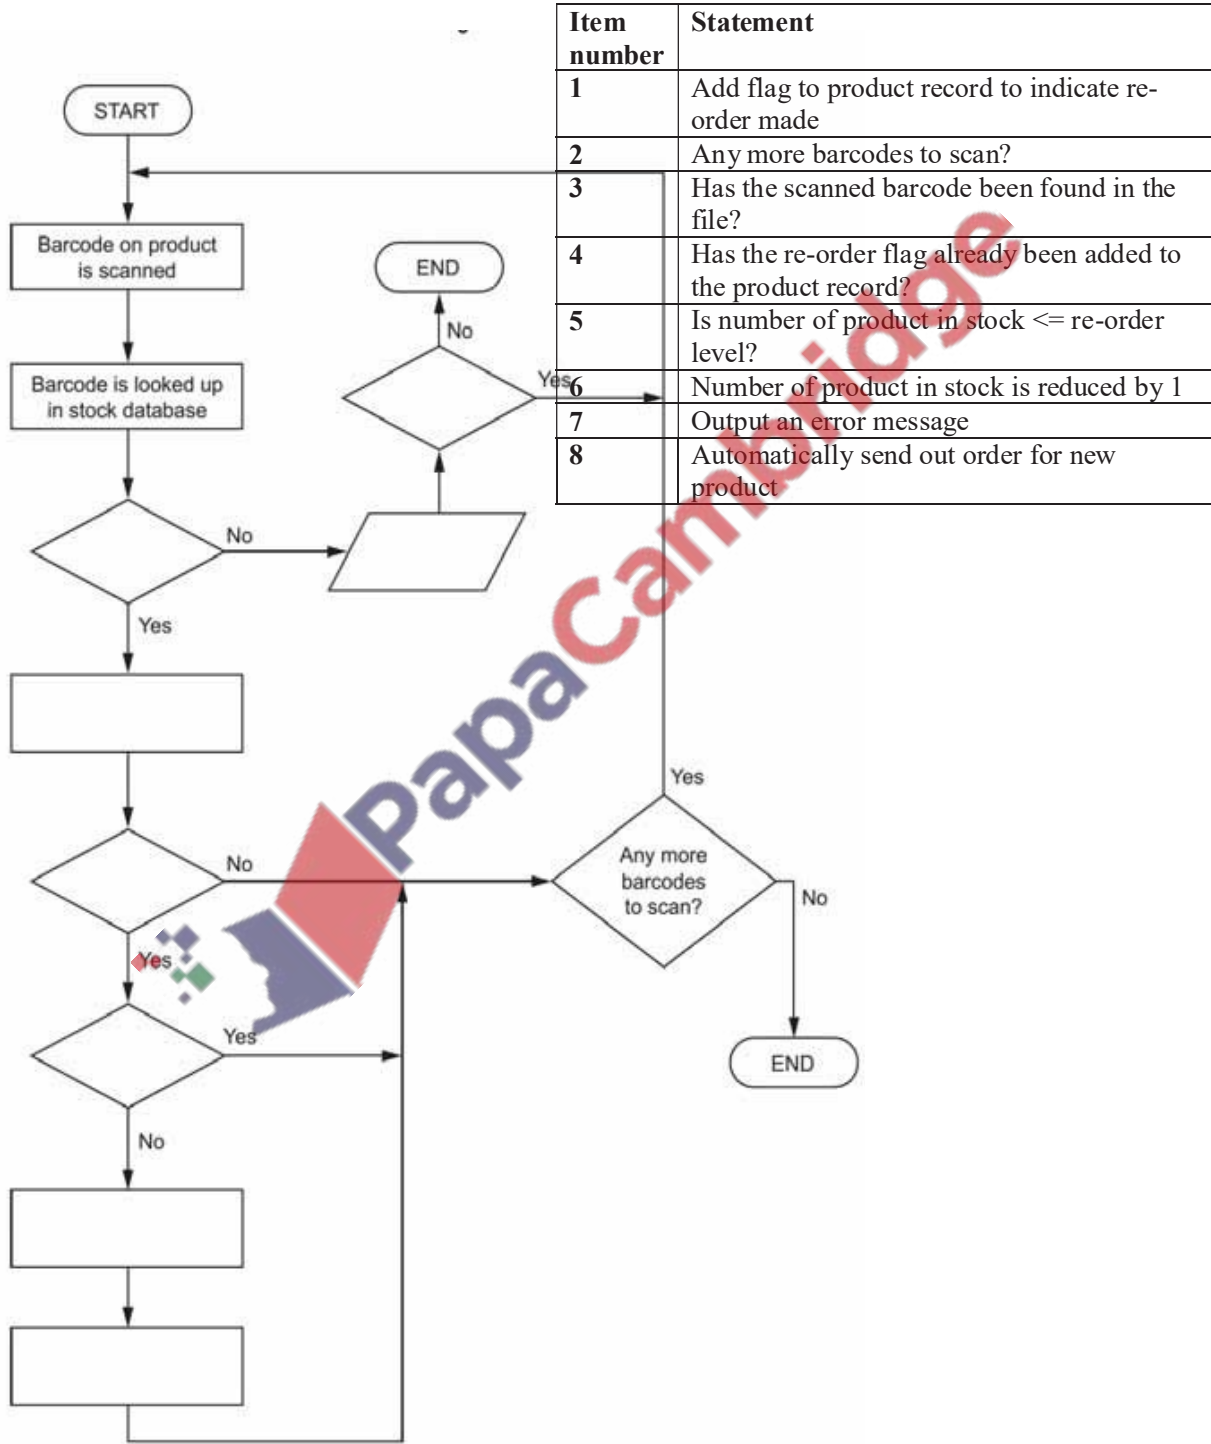 Item number
Statement
1
Add flag to product record to indicate re-
order made
2
Any more barcodes to scan?
3
Has the scanned barcode been found in the
file?
4
Has the re-order flag already been added to
the product record?
5
Is number of product in stock <= re-order
level?
6
Number of product in stock is reduced by 1
7
Output an error message
8
Automatically send out order for new
product
START
Barcode on product
is scanned
END
No
Yes
Barcode is looked up
in stock database
No
Yes
Yes
No
Any more
barcodes
to scan?
No
Yes
Yes
END
No
PapaCambridge